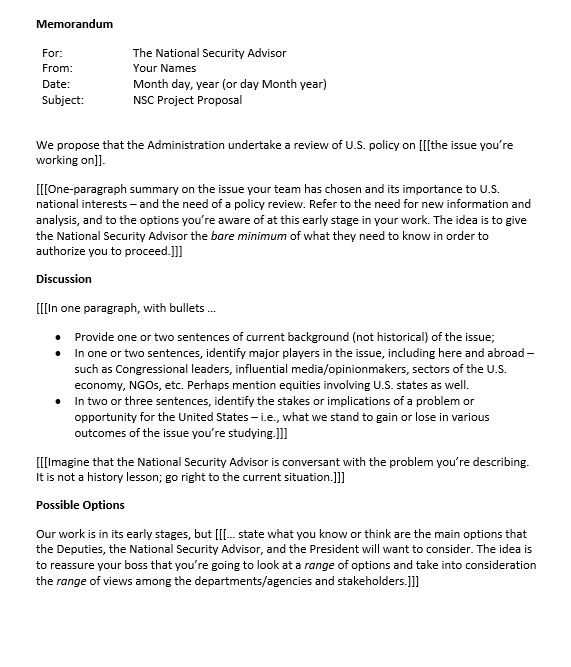 Memorandum
For: The National Security Advisor
From: Your Names
Date: Month day, year (or day Month year)
Subject: NSC Project Proposal
We propose that the Administration undertake a review of U.S. policy on [[[the issue you're
working on]].
[[[One-paragraph summary on the issue your team has chosen and its importance to U.S.
national interests – and the need of a policy review. Refer to the need for new information and
analysis, and to the options you're aware of at this early stage in your work. The idea is to give
the National Security Advisor the bare minimum of what they need to know in order to
authorize you to proceed.]]]
Discussion
[[[In one paragraph, with bullets ...
• Provide one or two sentences of current background (not historical) of the issue;
• In one or two sentences, identify major players in the issue, including here and abroad –
such as Congressional leaders, influential media/opinionmakers, sectors of the U.S.
economy, NGOs, etc. Perhaps mention equities involving U.S. states as well.
• In two or three sentences, identify the stakes or implications of a problem or
opportunity for the United States – i.e., what we stand to gain or lose in various
outcomes of the issue you're studying.]]]
[[[Imagine that the National Security Advisor is conversant with the problem you're describing.
It is not a history lesson; go right to the current situation.]]]
Possible Options
Our work is in its early stages, but [[[... state what you know or think are the main options that
the Deputies, the National Security Advisor, and the President will want to consider. The idea is
to reassure your boss that you're going to look at a range of options and take into consideration
the range of views among the departments/agencies and stakeholders.]]]